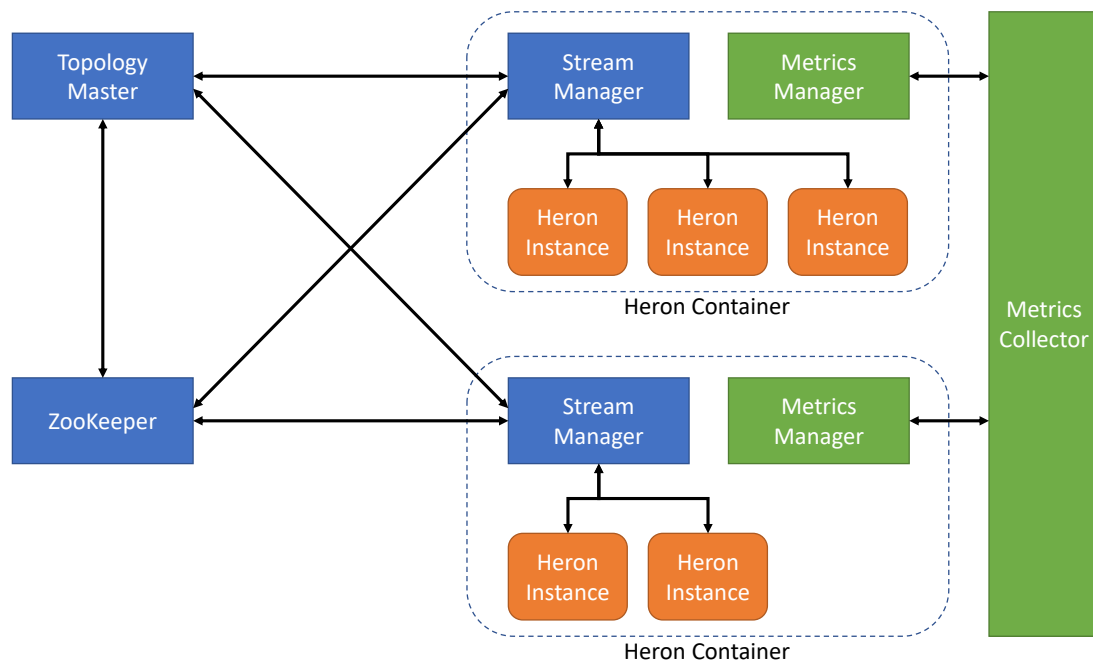 Topology
Master
Stream
Manager
Metrics
Manager
Heron
Instance
Heron
Instance
Heron
Instance
Heron Container
Metrics
Collector
ZooKeeper
Stream
Manager
Metrics
Manager
Heron
Instance
Heron
Instance
Heron Container